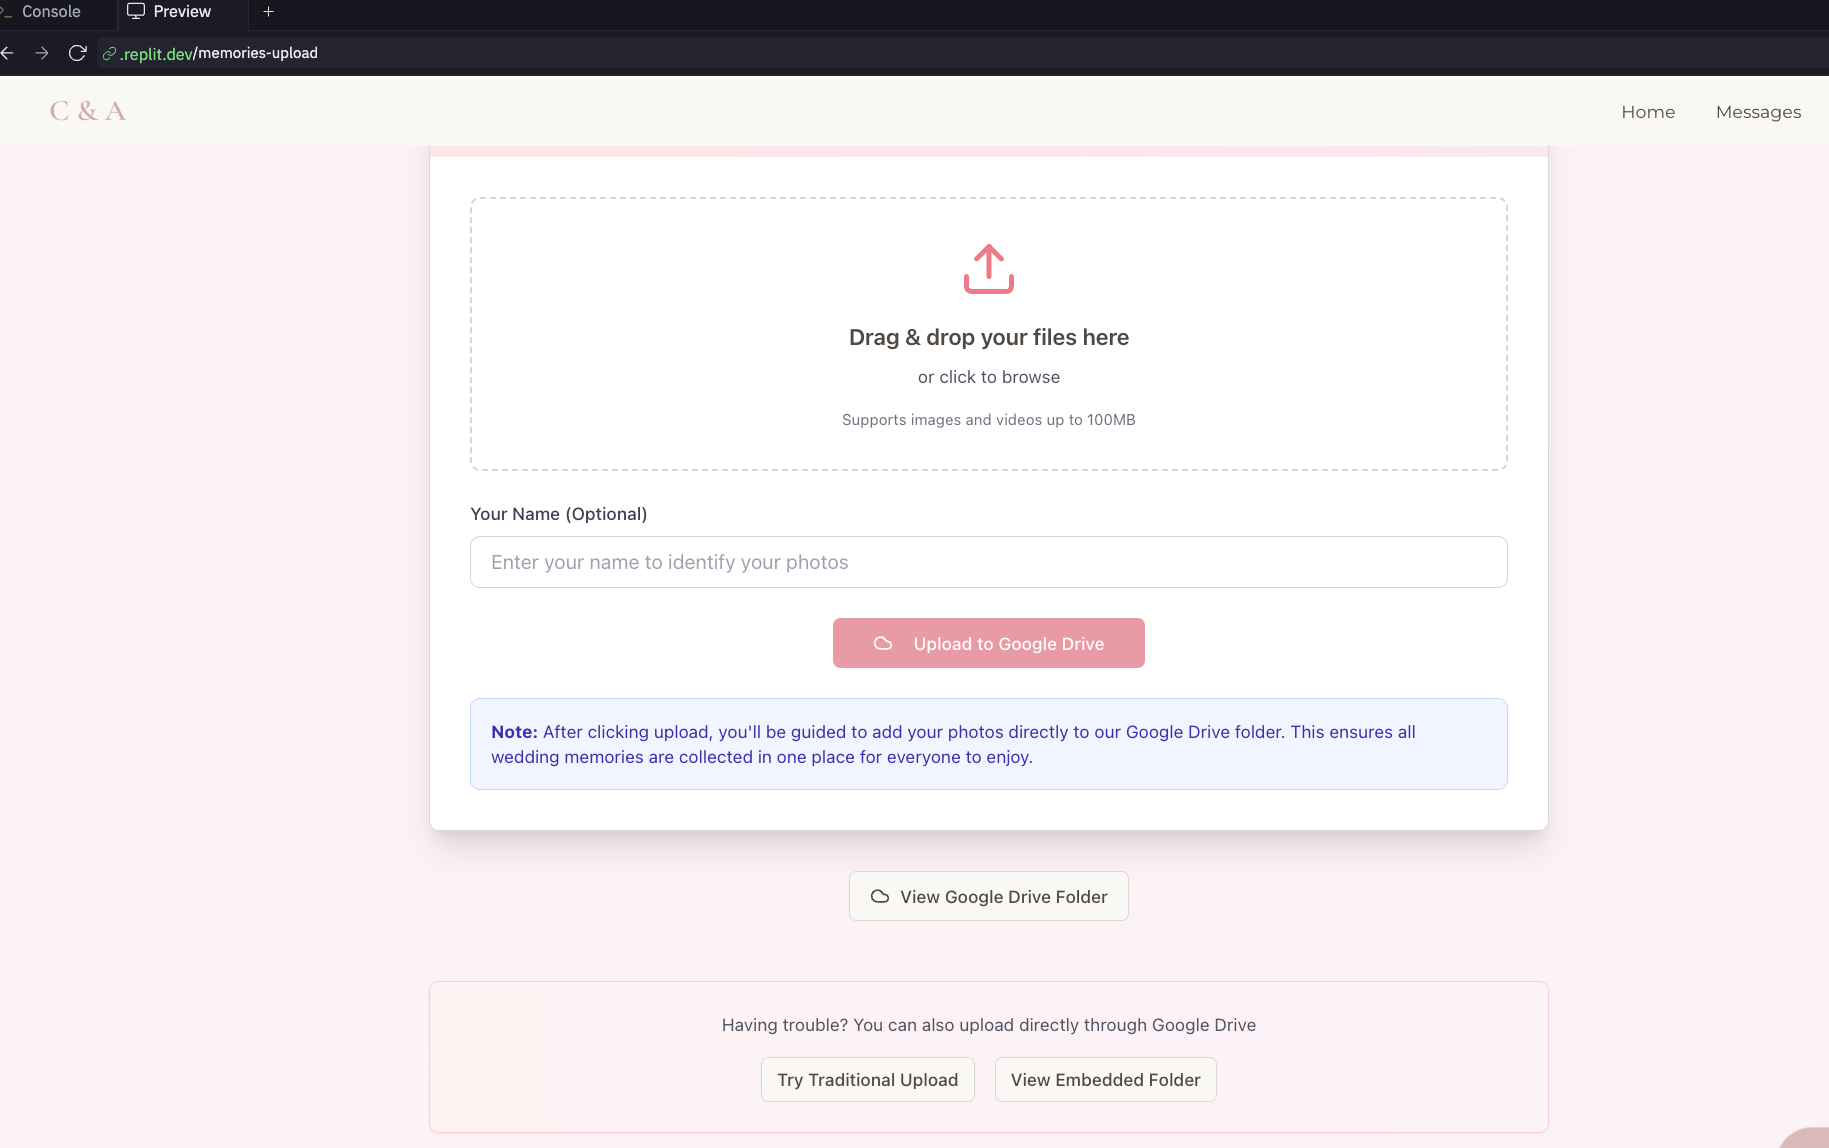 Console
Preview
.replit.dev/memories-upload
C & A
Home
Messages
Drag & drop your files here
or click to browse
Supports images and videos up to 100MB
Your Name (Optional)
Enter your name to identify your photos
Upload to Google Drive
Note: After clicking upload, you'll be guided to add your photos directly to our Google Drive folder. This ensures all
wedding memories are collected in one place for everyone to enjoy.
View Google Drive Folder
Having trouble? You can also upload directly through Google Drive
Try Traditional Upload
View Embedded Folder